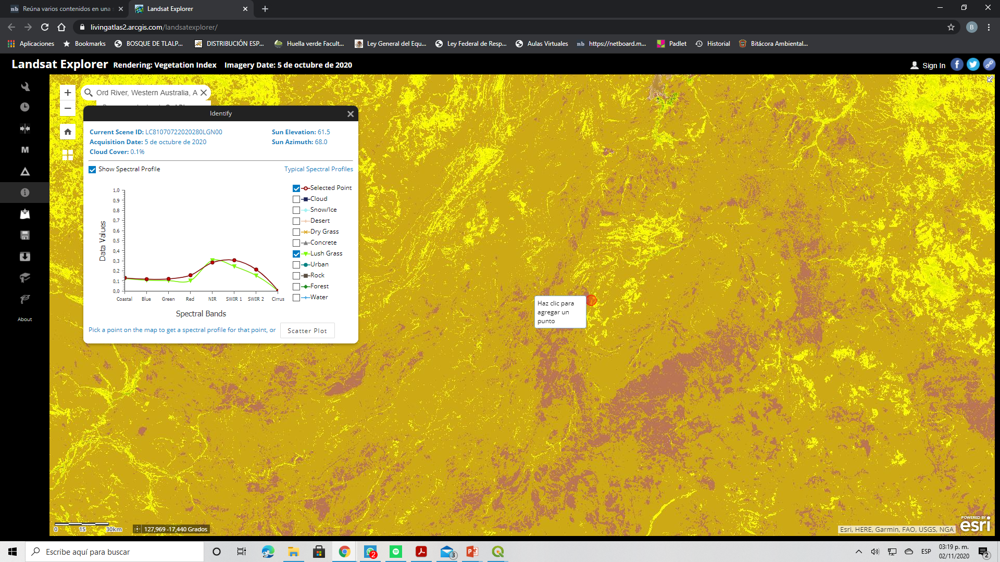 Reúna varios contenidos en una
Landsat Explorer
livingatlas2.arcgis.com/landsatexplorer/
B
Aplicaciones
Bookmarks
BOSQUE DE TLALP...
DISTRIBUCIÓN ESP...
Huella verde Facult...
Ley General del Equ...
Ley Federal de Resp...
Aulas Virtuales
nb https://netboard.m...
Padlet
Historial
Bitácora Ambiental...
Landsat Explorer Rendering: Vegetation Index Imagery Date: 5 de octubre de 2020
Sign In
M
About
Ord River, Western Australia, A
Identify
Current Scene ID: LC81070722020280LGN00
Acquisition Date: 5 de octubre de 2020
Cloud Cover: 0.1%
Sun Elevation: 61.5
Sun Azimuth: 68.0
Show Spectral Profile
Typical Spectral Profiles
Data Values
1,0
0,9
0,8
0,7
0,6
0,5
0,4
0,3
0,2
0,1
0,0
Coastal Blue Green Red NIR SWIR 1 SWIR 2 Cirrus
Spectral Bands
Selected Point
Cloud
Snow/Ice
Desert
Dry Grass
Concrete
Lush Grass
Urban
Rock
Forest
Water
Pick a point on the map to get a spectral profile for that point, or
Scatter Plot
Haz clic para
agregar un
punto
0 15 30km
127,969 -17,440 Grados
Esri, HERE, Garmin, FAO, USGS, NGA
POWERED BY
esri
Escribe aquí para buscar
2
3
ESP
03:19 p. m.
02/11/2020
2